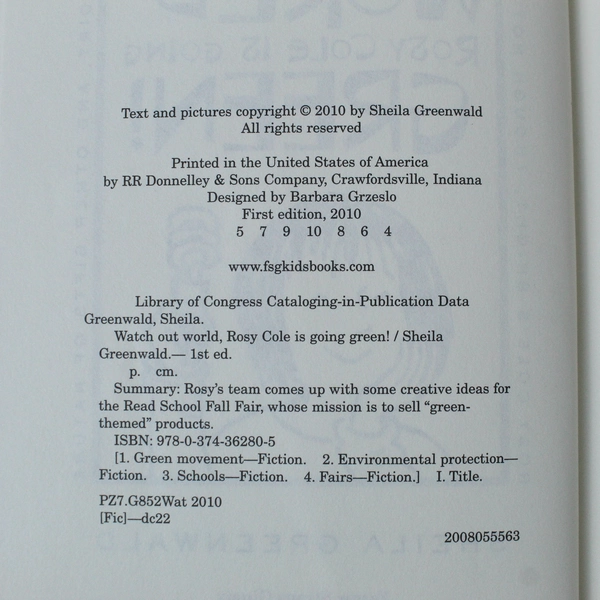 Text and pictures copyright © 2010 by Sheila Greenwald
All rights reserved
Printed in the United States of America
by RR Donnelley & Sons Company, Crawfordsville, Indiana
Designed by Barbara Grzeslo
First edition, 2010
5 7 9 10 8 6 4
www.fsgkidsbooks.com
Library of Congress Cataloging-in-Publication Data
Greenwald, Sheila.
Watch out world, Rosy Cole is going green! / Sheila
Greenwald.— 1st ed.
p. cm.
Summary: Rosy's team comes up with some creative ideas for
the Read School Fall Fair, whose mission is to sell “green-
themed” products.
ISBN: 978-0-374-36280-5
[1. Green movement—Fiction. 2. Environmental protection—
Fiction. 3. Schools—Fiction. 4. Fairs—Fiction.] I. Title.
PZ7.G852Wat 2010
[Fic]—dc22
2008055563